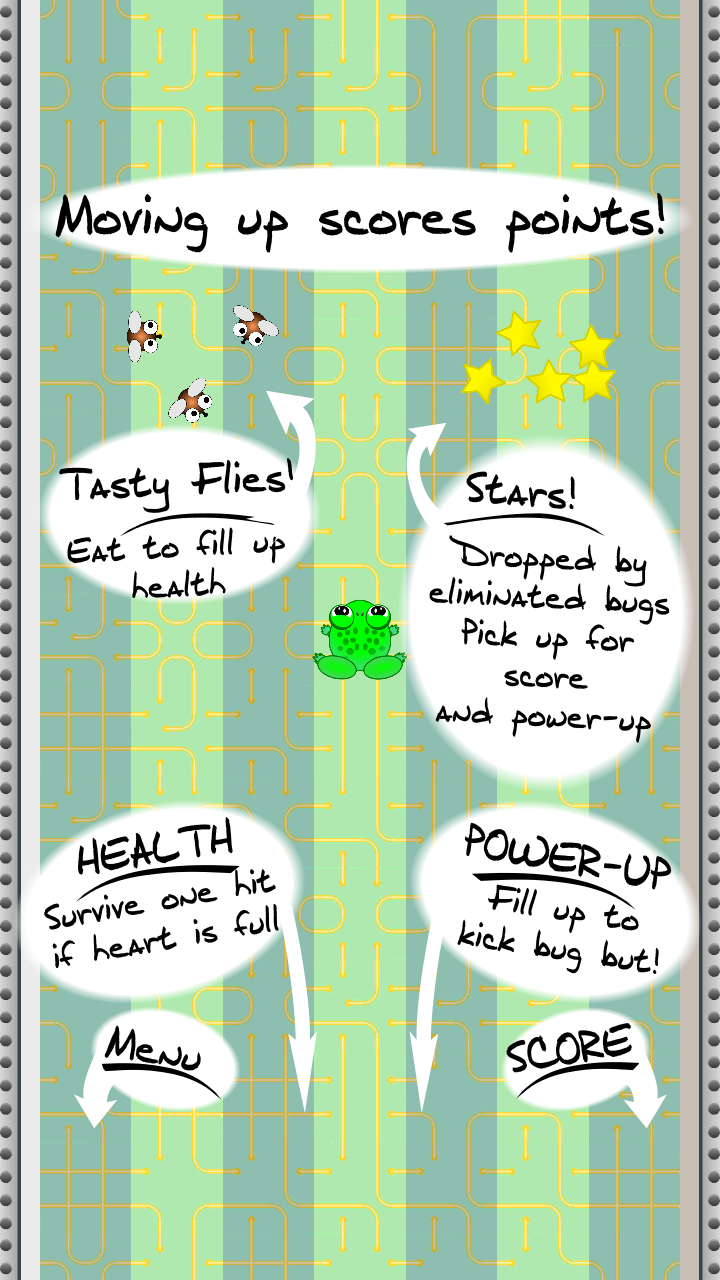 Moving up scores points!
Tasty Flies!
Eat to fill up
health
Stars!
Dropped by
eliminated bugs
Pick up for
score
and power-up
HEALTH
Survive one hit
if heart is full
POWER-UP
Fill up to
kick bug but!
Menu
SCORE